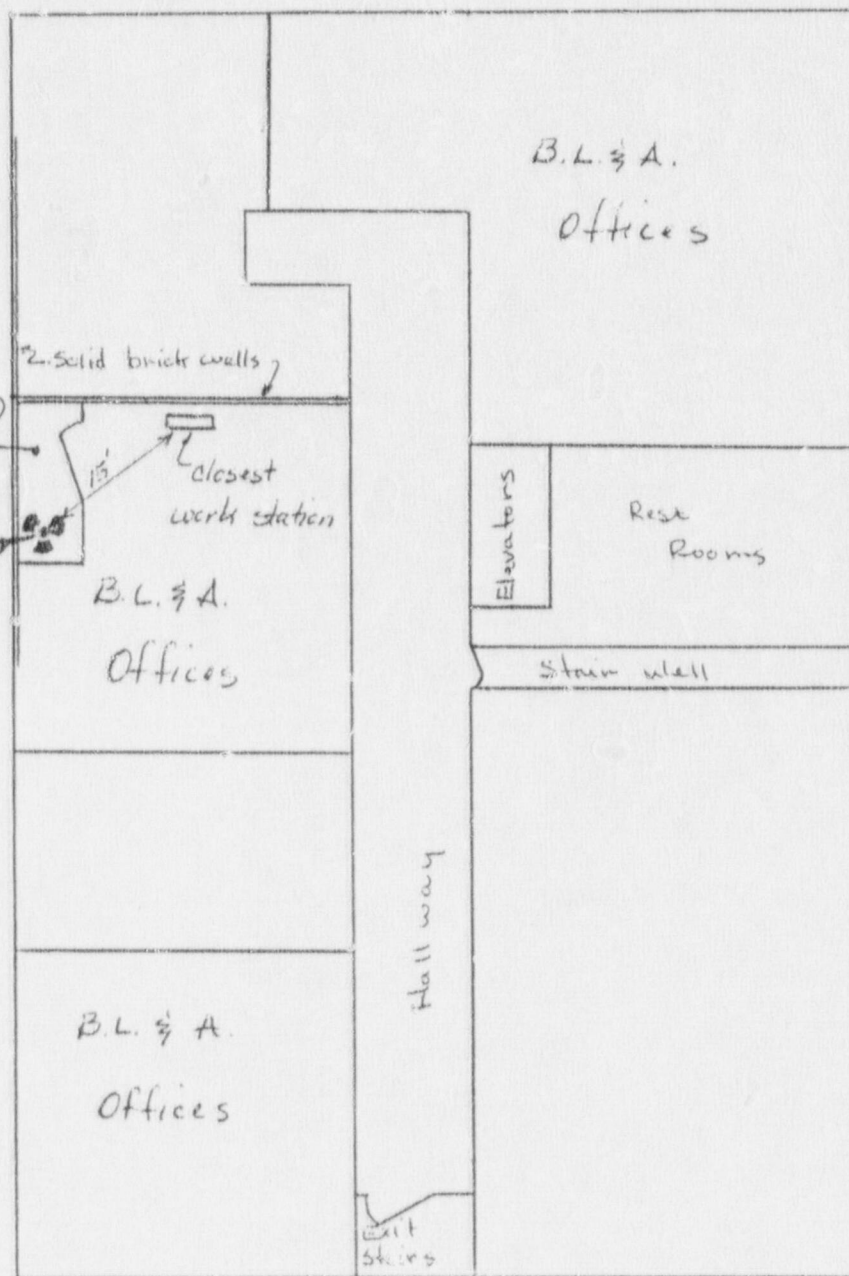 B.L. & A.
Offices
2 solid brick walls
15'
closest
work station
Elevators
Rest
Rooms
B.L. & A.
Offices
Stair well
Hall way
B.L. & A.
Offices
Exit
Stairs